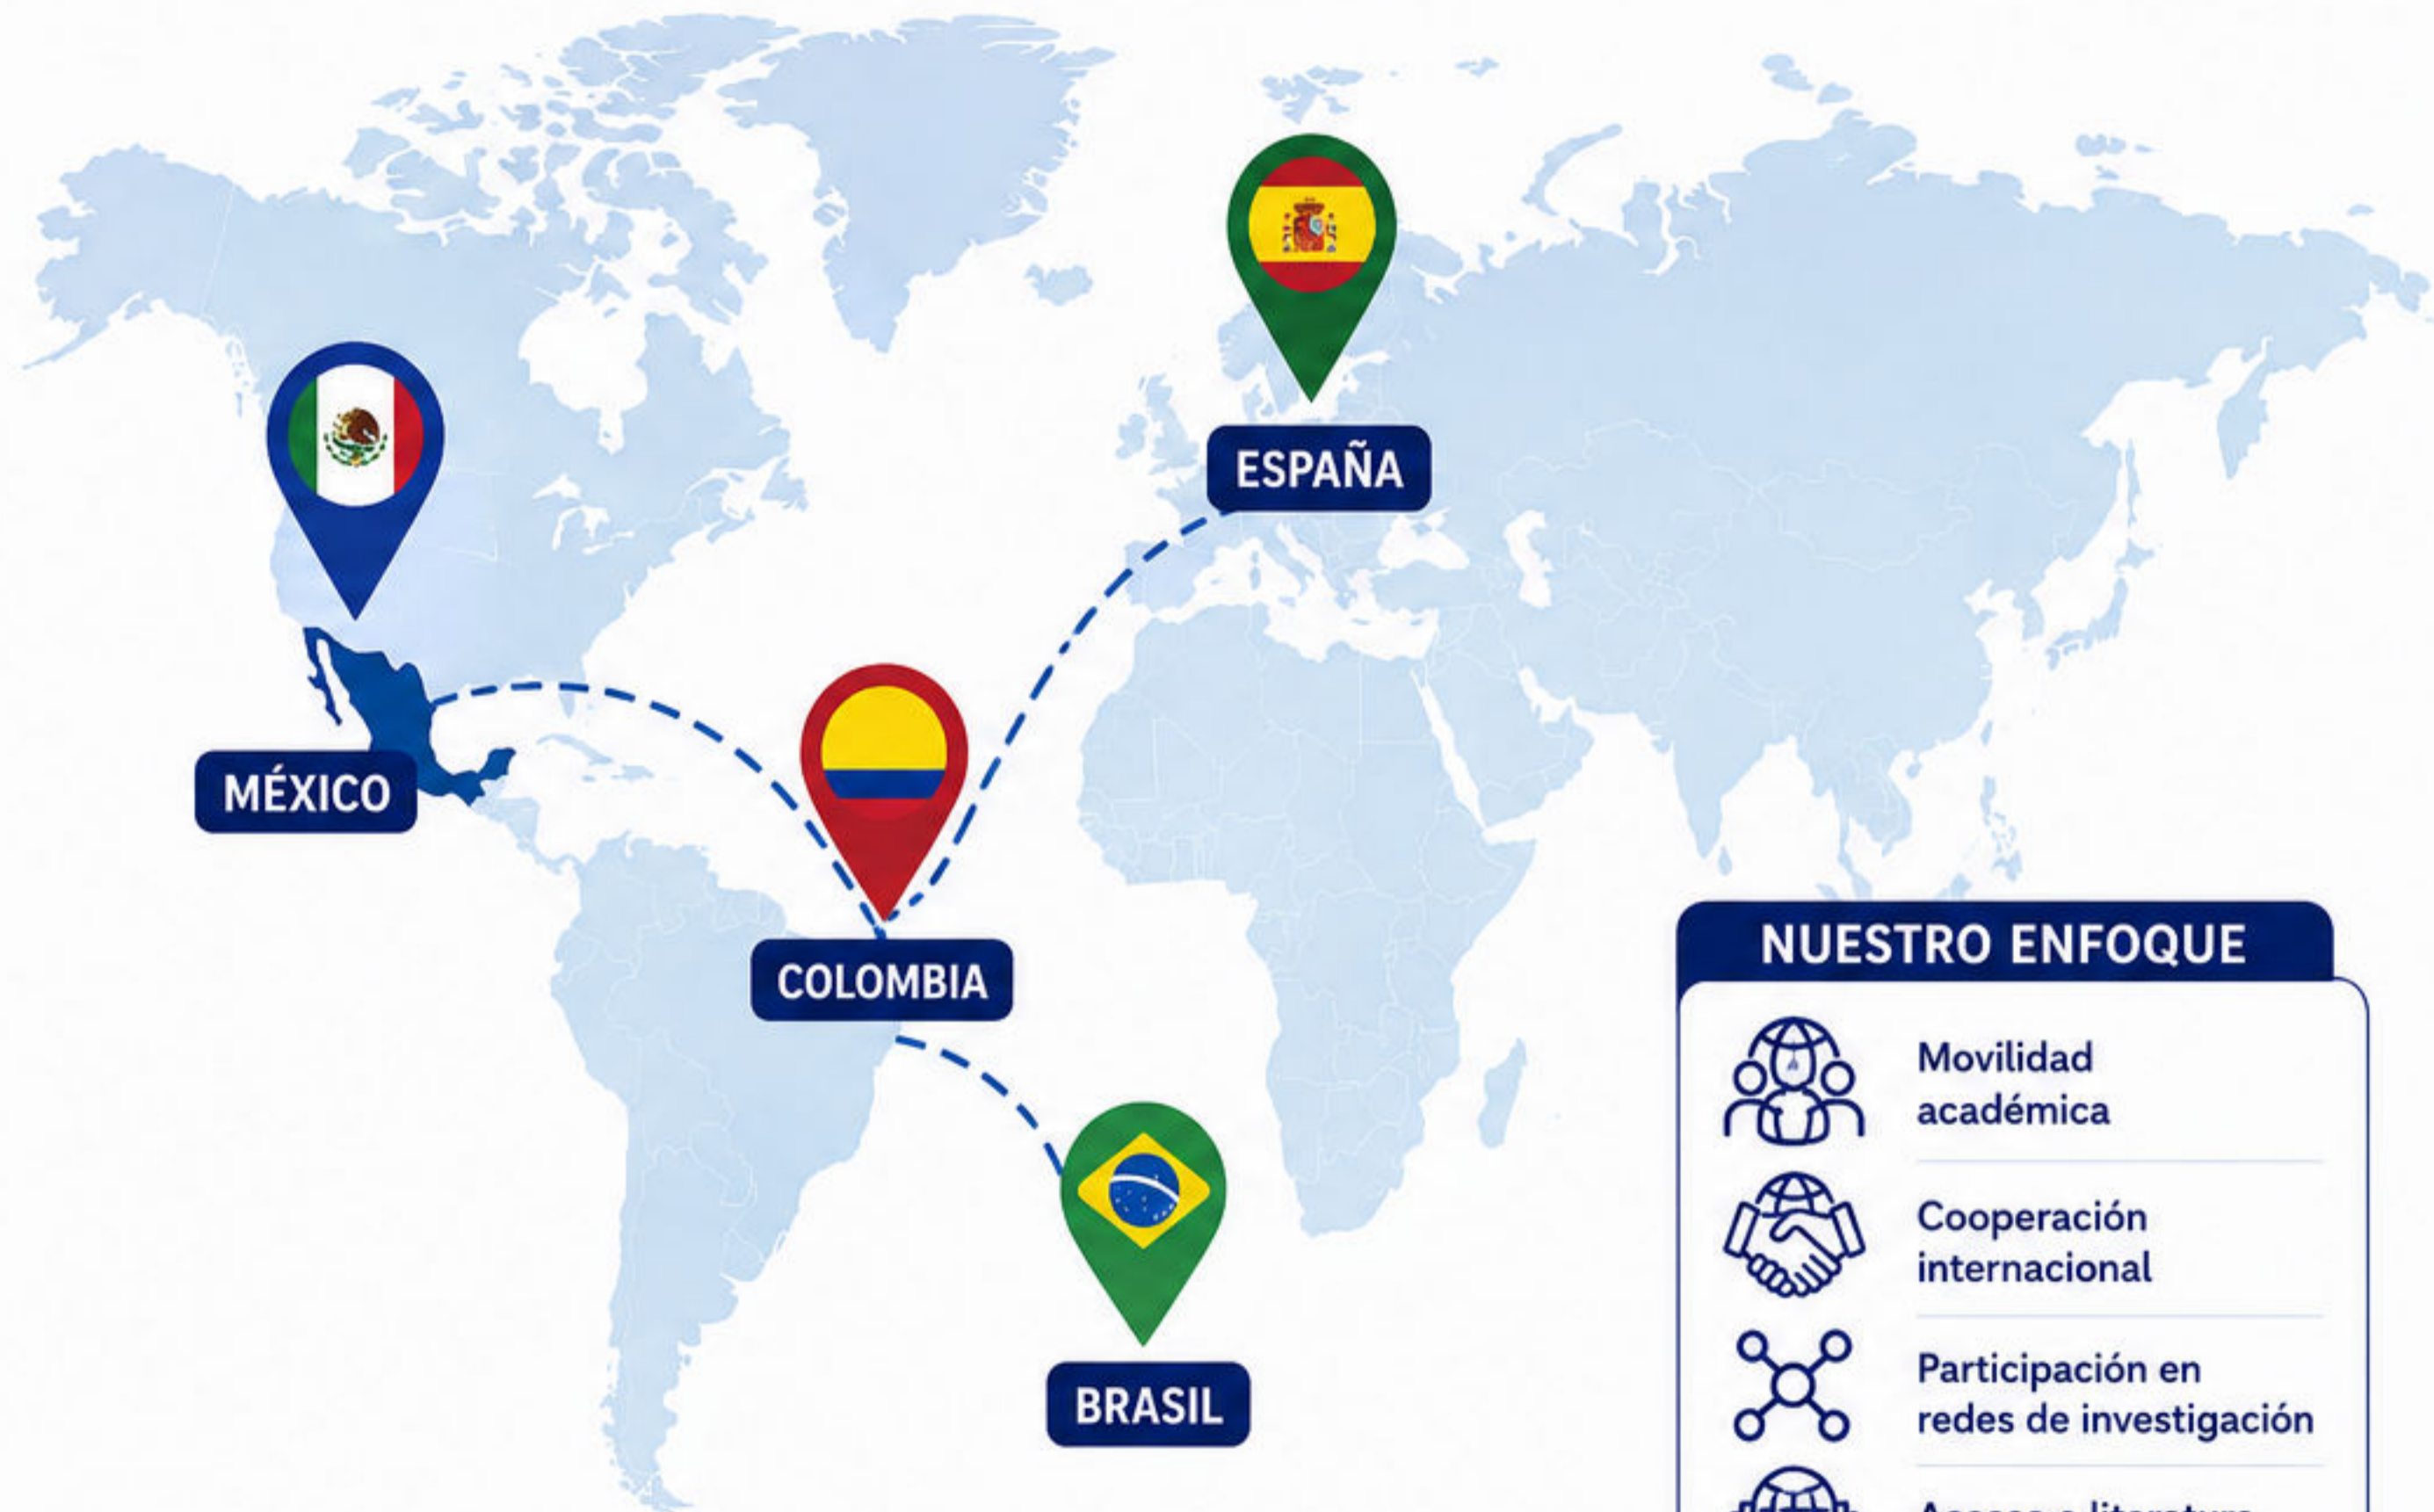 ESPAÑA
MÉXICO
COLOMBIA
BRASIL
NUESTRO ENFOQUE
Movilidad
académica
Cooperación
internacional
Participación en
redes de investigación